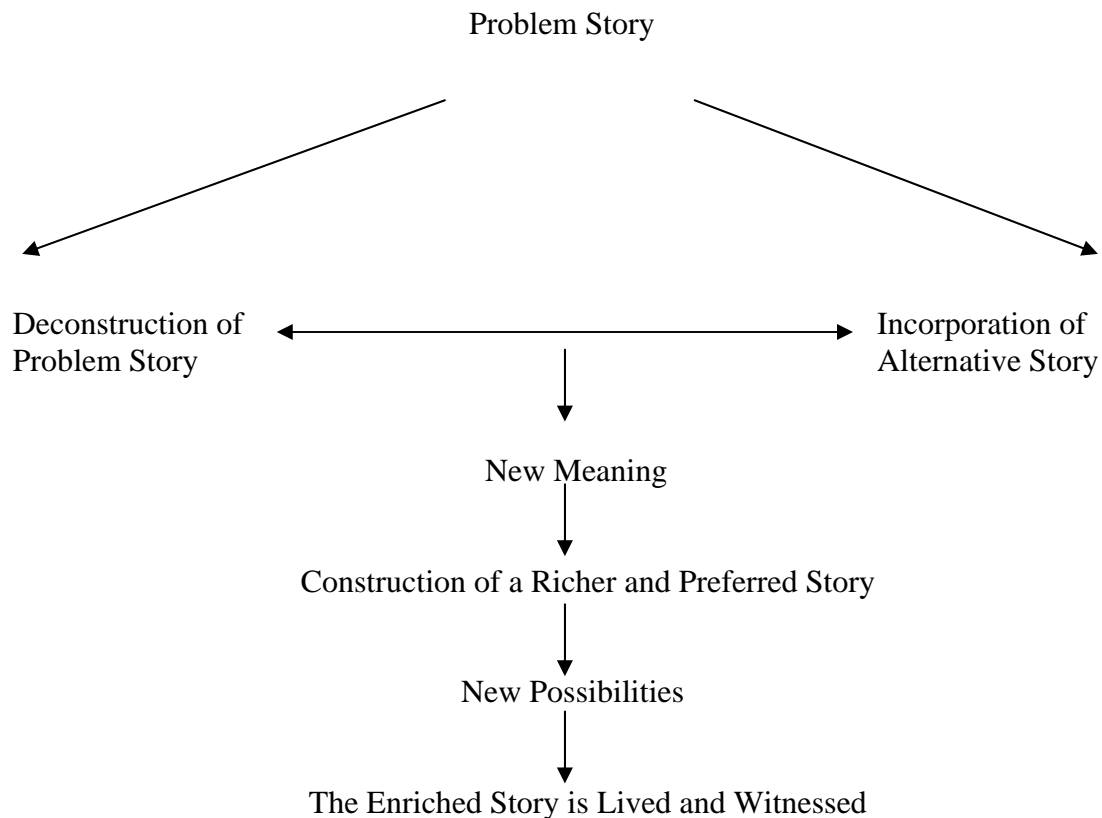 Problem Story
Deconstruction of
Problem Story
Incorporation of
Alternative Story
New Meaning
Construction of a Richer and Preferred Story
New Possibilities
The Enriched Story is Lived and Witnessed